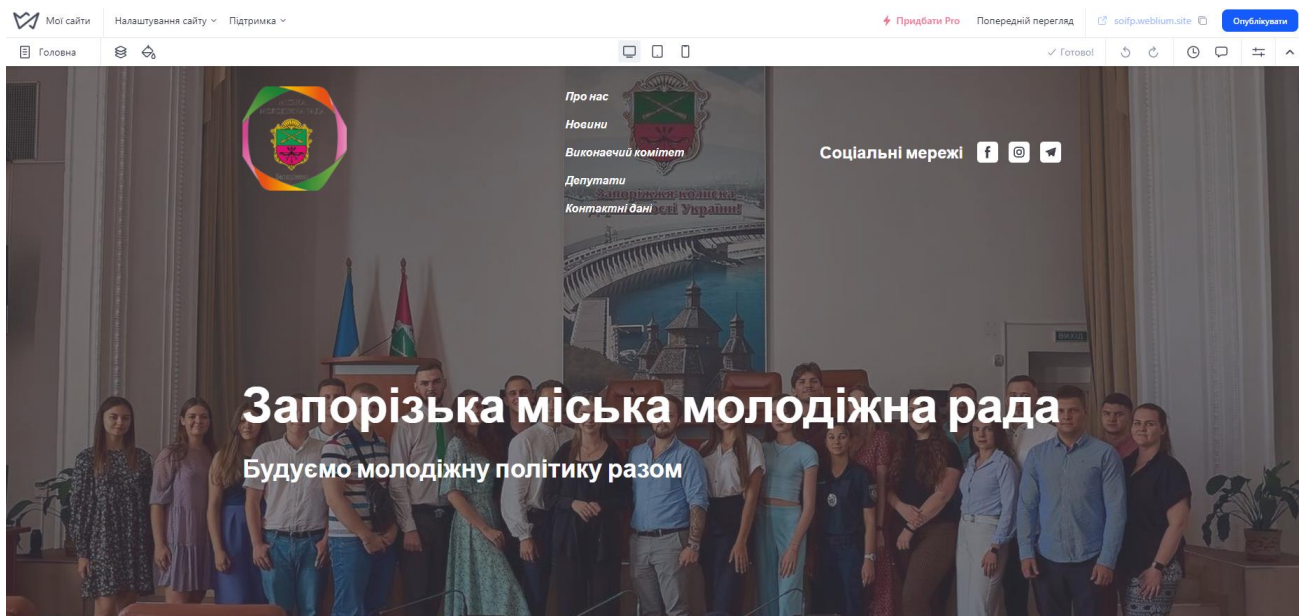 Мої сайти
Налаштування сайту
Підтримка
Придбати Pro
Попередній перегляд
soifp.weblium.site
Опублікувати
Головна
Готово!
Про нас
Новини
Виконавчий комітет
Депутати
Контактні дані
Соціальні мережі
Запорізька міська молодіжна рада
Будуємо молодіжну політику разом